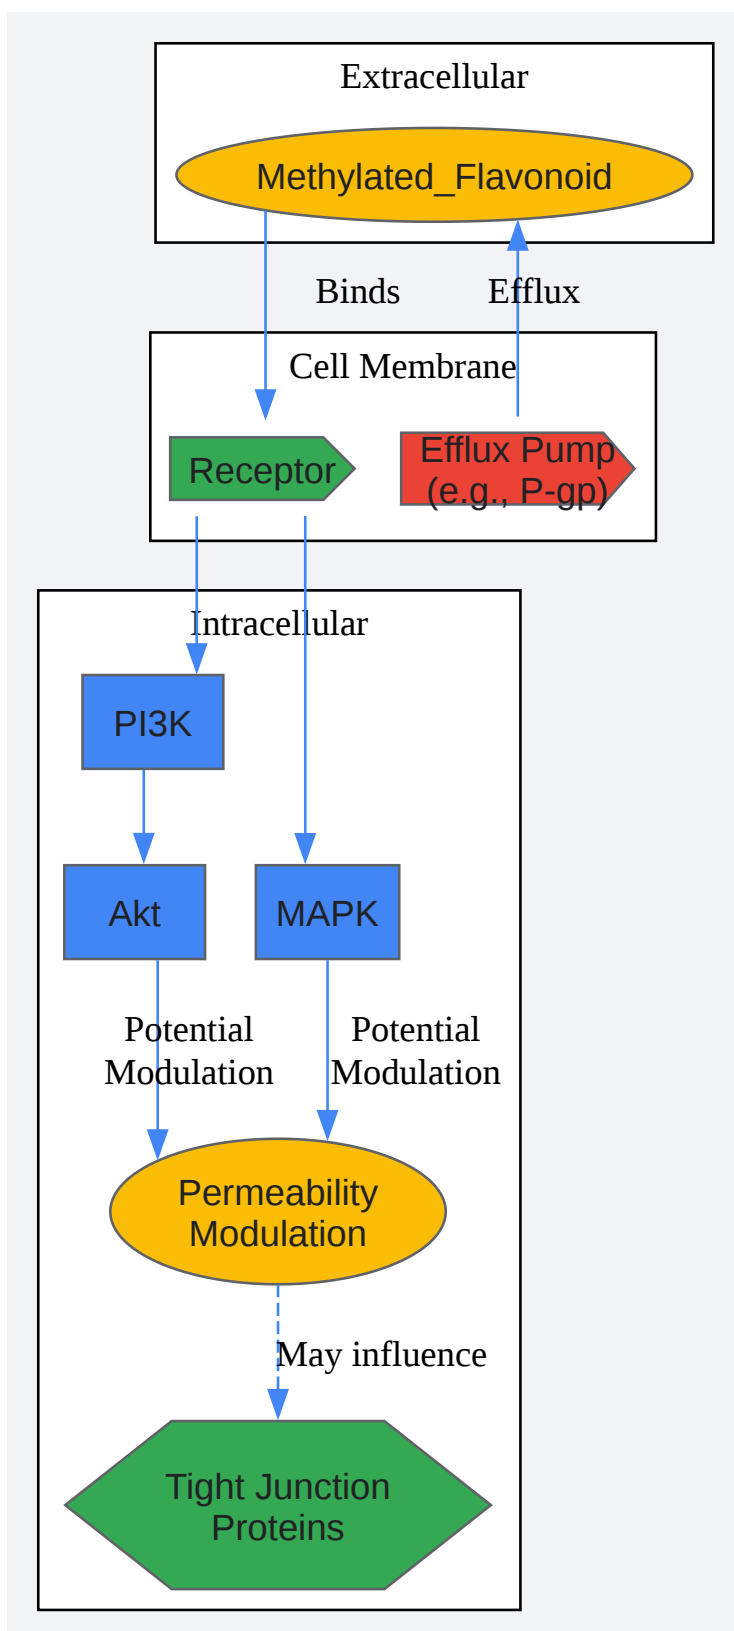 Extracellular
Methylated_Flavonoid
Binds
Efflux
Cell Membrane
Receptor
Efflux Pump
(e.g., P-gp)
Intracellular
PI3K
Akt
MAPK
Potential
Modulation
Potential
Modulation
Permeability
Modulation
May influence
Tight Junction
Proteins